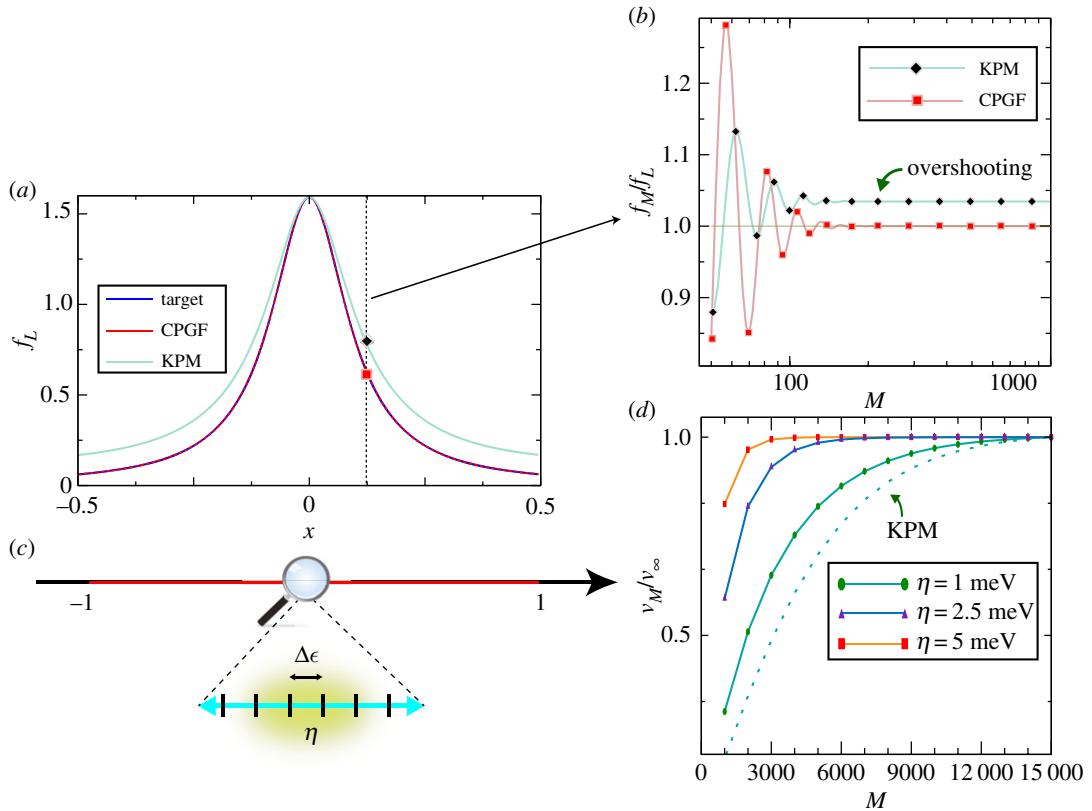 (a)
f_L
1.5
1.0
0.5
0
−0.5
0
0.5
x
target
CPGF
KPM
(b)
f_M/f_L
1.2
1.1
1.0
0.9
100
1000
M
KPM
CPGF
overshooting
(c)
−1
1
Δϵ
η
(d)
ν_M/ν_∞
1.0
0.5
0
3000
6000
9000
12 000
15 000
M
KPM
η = 1 meV
η = 2.5 meV
η = 5 meV